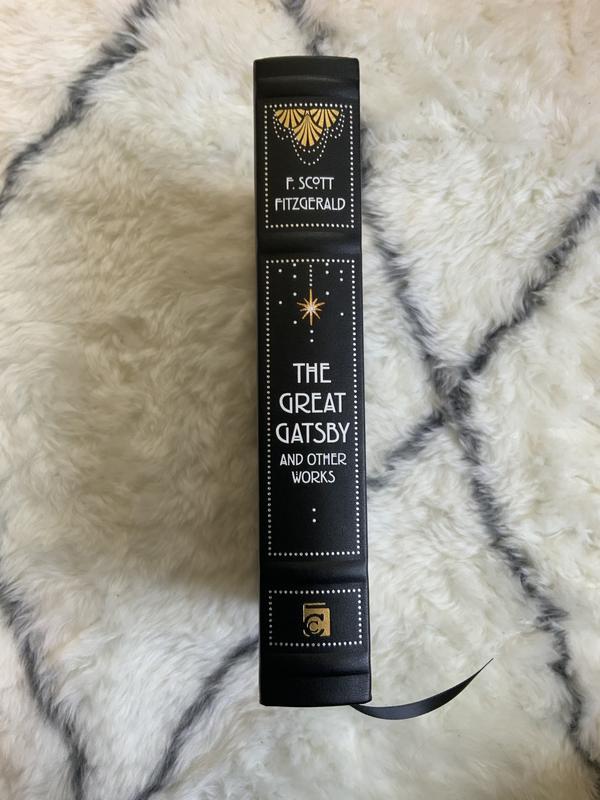 F. SCOTT
FITZGERALD
THE
GREAT
GATSBY
AND OTHER
WORKS